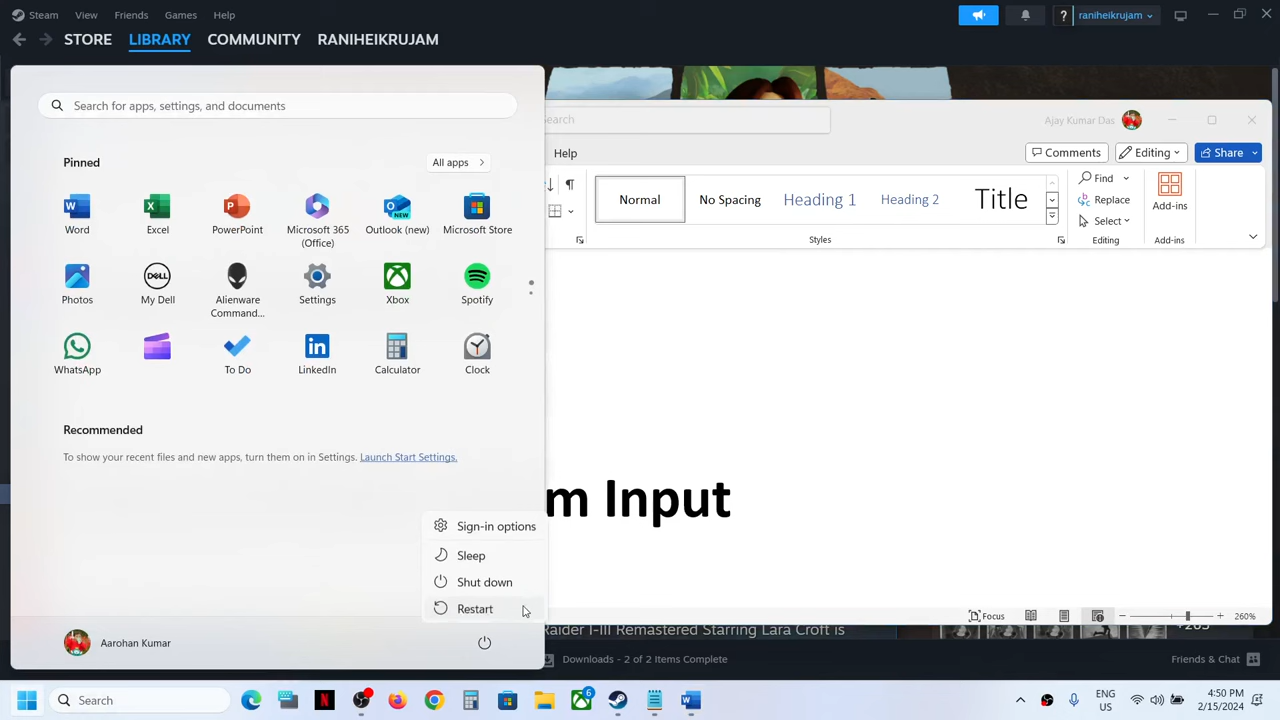 Steam View Friends Games Help
raniheikrujam
STORE LIBRARY COMMUNITY RANIHEIKRUJAM
Search for apps, settings, and documents
earch
Ajay Kumar Das
Help
Comments
Editing
Share
Pinned
All apps
Word
Excel
PowerPoint
Microsoft 365
(Office)
Outlook (new)
Microsoft Store
Normal
No Spacing
Heading 1
Heading 2
Title
Find
Replace
Select
Add-ins
Styles
Editing
Add-ins
Photos
My Dell
Alienware
Command...
Settings
Xbox
Spotify
WhatsApp
To Do
LinkedIn
Calculator
Clock
Recommended
To show your recent files and new apps, turn them on in Settings. Launch Start Settings.
m Input
Sign-in options
Sleep
Shut down
Restart
Aarohan Kumar
Focus
260%
Raider I-III Remastered Starring Lara Croft is
Downloads - 2 of 2 Items Complete
Friends & Chat
Search
6
ENG
US
4:50 PM
2/15/2024